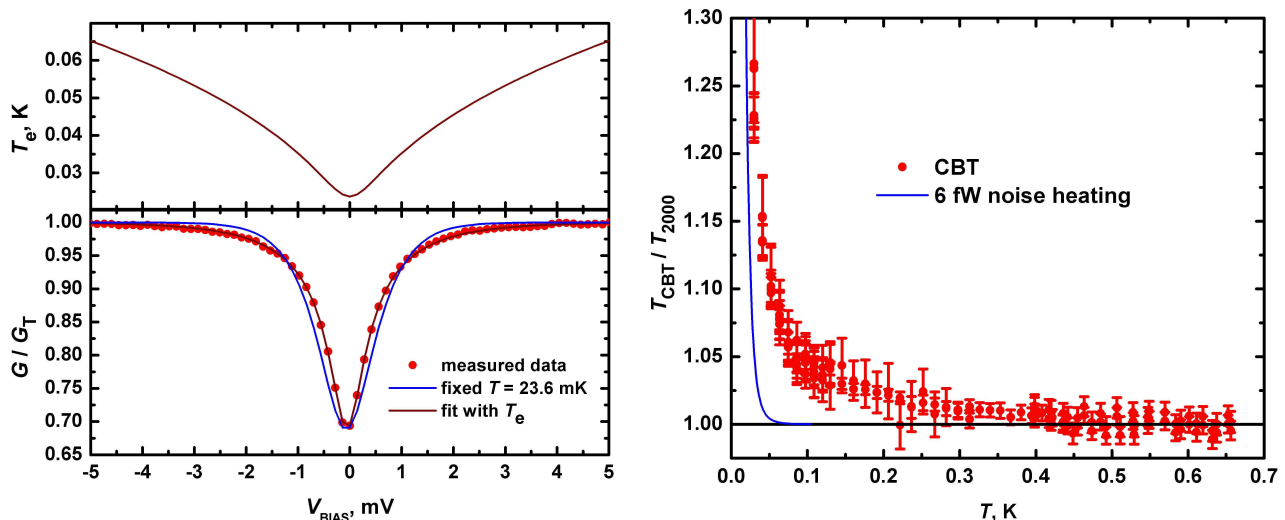 0.06
0.05
0.04
0.03
T_e, K
1.00
0.95
0.90
0.85
0.80
0.75
0.70
0.65
G / G_T
measured data
fixed T = 23.6 mK
fit with T_e
-5 -4 -3 -2 -1 0 1 2 3 4 5
V_BIAS, mV
1.30
1.25
1.20
1.15
1.10
1.05
1.00
T_CBT / T_2000
CBT
6 fW noise heating
0.0 0.1 0.2 0.3 0.4 0.5 0.6 0.7
T, K